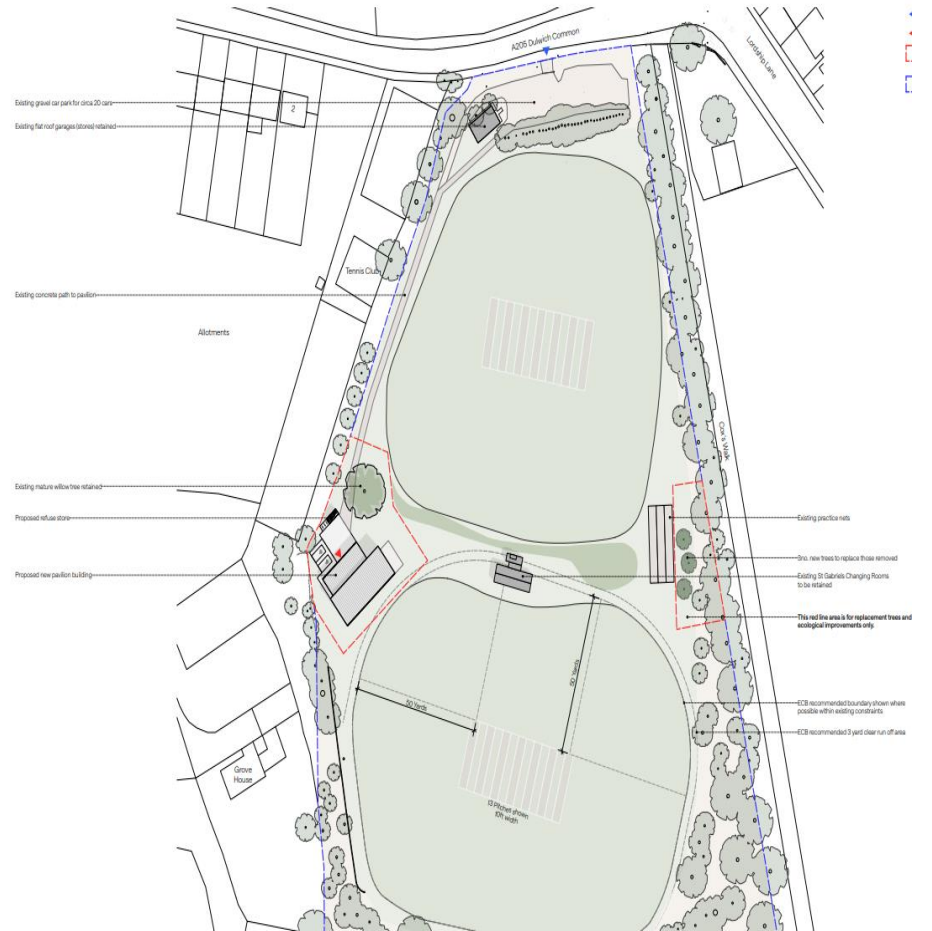 A205 Dulwich Common
Lordship Lane
Existing gravel car park for circa 20 cars
2
Existing flat roof garages (stores) retained
Tennis Club
Existing concrete path to pavilion
Allotments
Cox's Walk
Existing mature willow tree retained
Proposed refuse store
Proposed new pavilion building
Existing practice nets
3no. new trees to replace those removed
Existing St Gabriels Changing Rooms
to be retained
This red line area is for replacement trees and
ecological improvements only.
50 Yards
50 Yards
ECB recommended boundary shown where
possible within existing constraints
ECB recommended 3 yard clear run off area
Grove
House
13 Pitches shown
10ft width